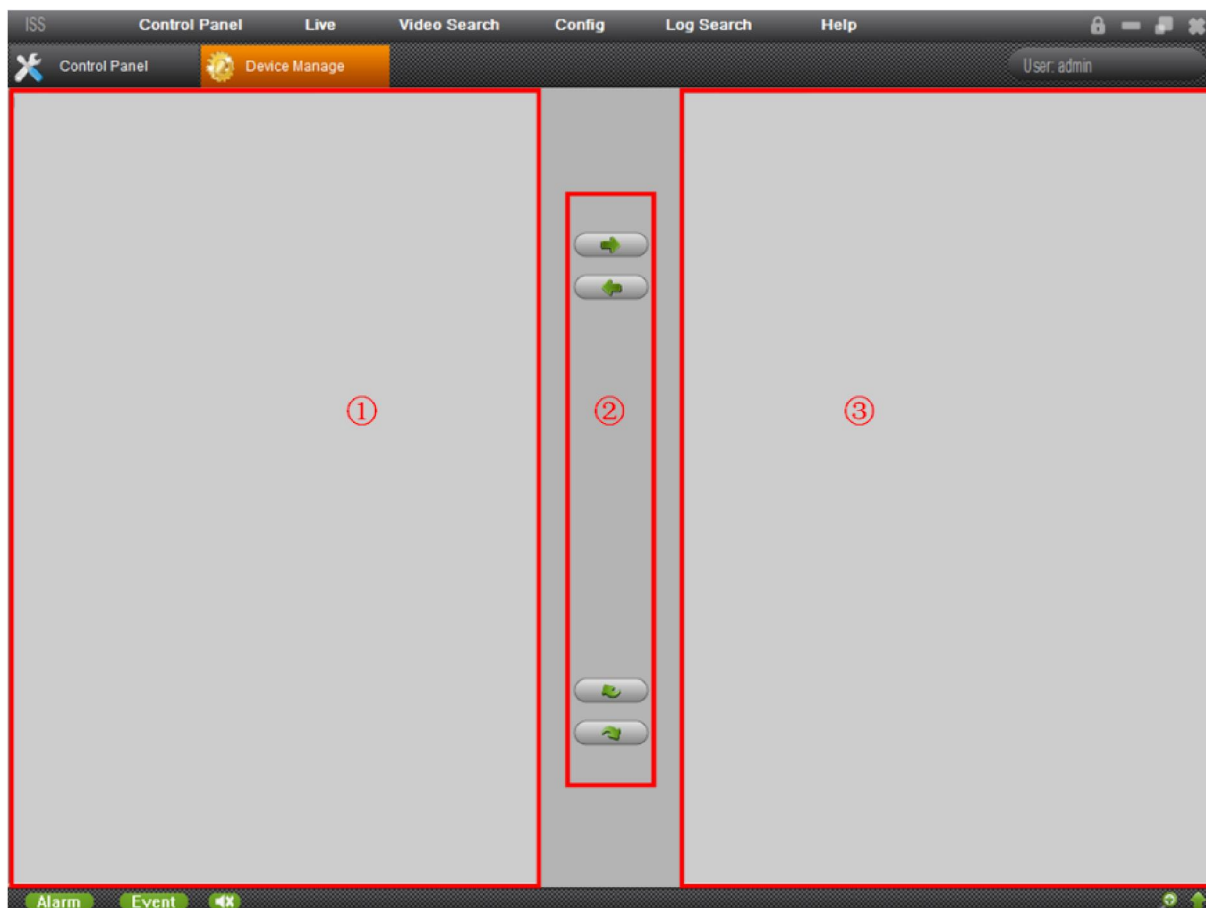 ISS Control Panel Live Video Search Config Log Search Help
Control Panel Device Manage User: admin
① ② ③
Alarm Event